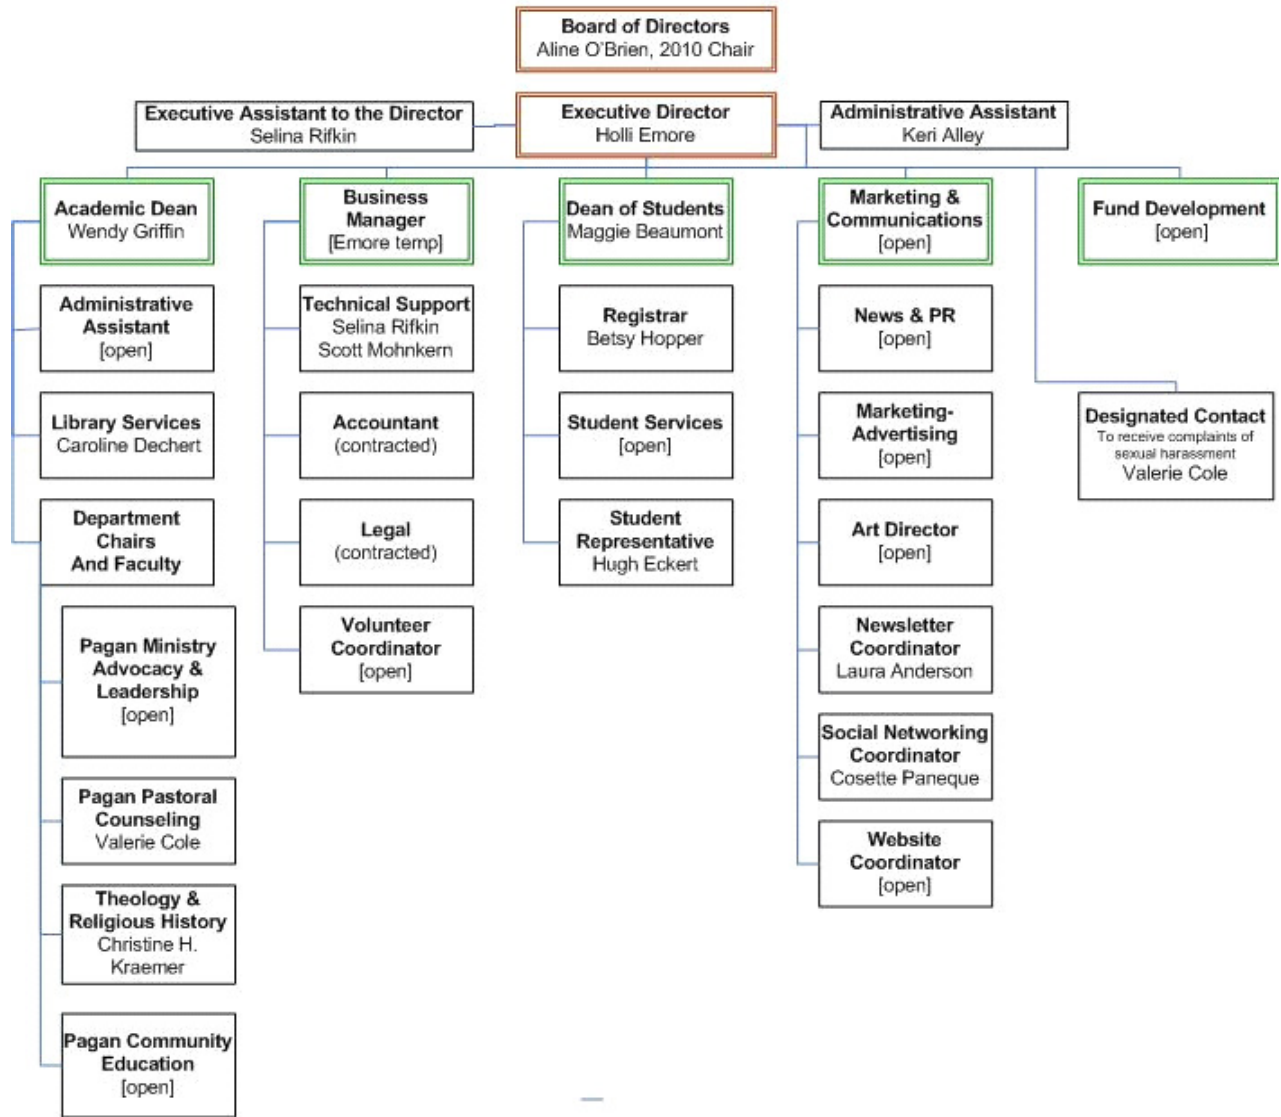 Board of Directors
Aline O'Brien, 2010 Chair
Executive Assistant to the Director
Selina Rifkin
Executive Director
Holli Emore
Administrative Assistant
Keri Alley
Academic Dean
Wendy Griffin
Business
Manager
[Emore temp]
Dean of Students
Maggie Beaumont
Marketing &
Communications
[open]
Fund Development
[open]
Administrative
Assistant
[open]
Technical Support
Selina Rifkin
Scott Mohnkern
Registrar
Betsy Hopper
News & PR
[open]
Library Services
Caroline Dechert
Accountant
(contracted)
Student Services
[open]
Marketing-
Advertising
[open]
Designated Contact
To receive complaints of
sexual harassment
Valerie Cole
Department
Chairs
And Faculty
Legal
(contracted)
Student
Representative
Hugh Eckert
Art Director
[open]
Pagan Ministry
Advocacy &
Leadership
[open]
Volunteer
Coordinator
[open]
Newsletter
Coordinator
Laura Anderson
Pagan Pastoral
Counseling
Valerie Cole
Social Networking
Coordinator
Cosette Paneque
Theology &
Religious History
Christine H.
Kraemer
Website
Coordinator
[open]
Pagan Community
Education
[open]